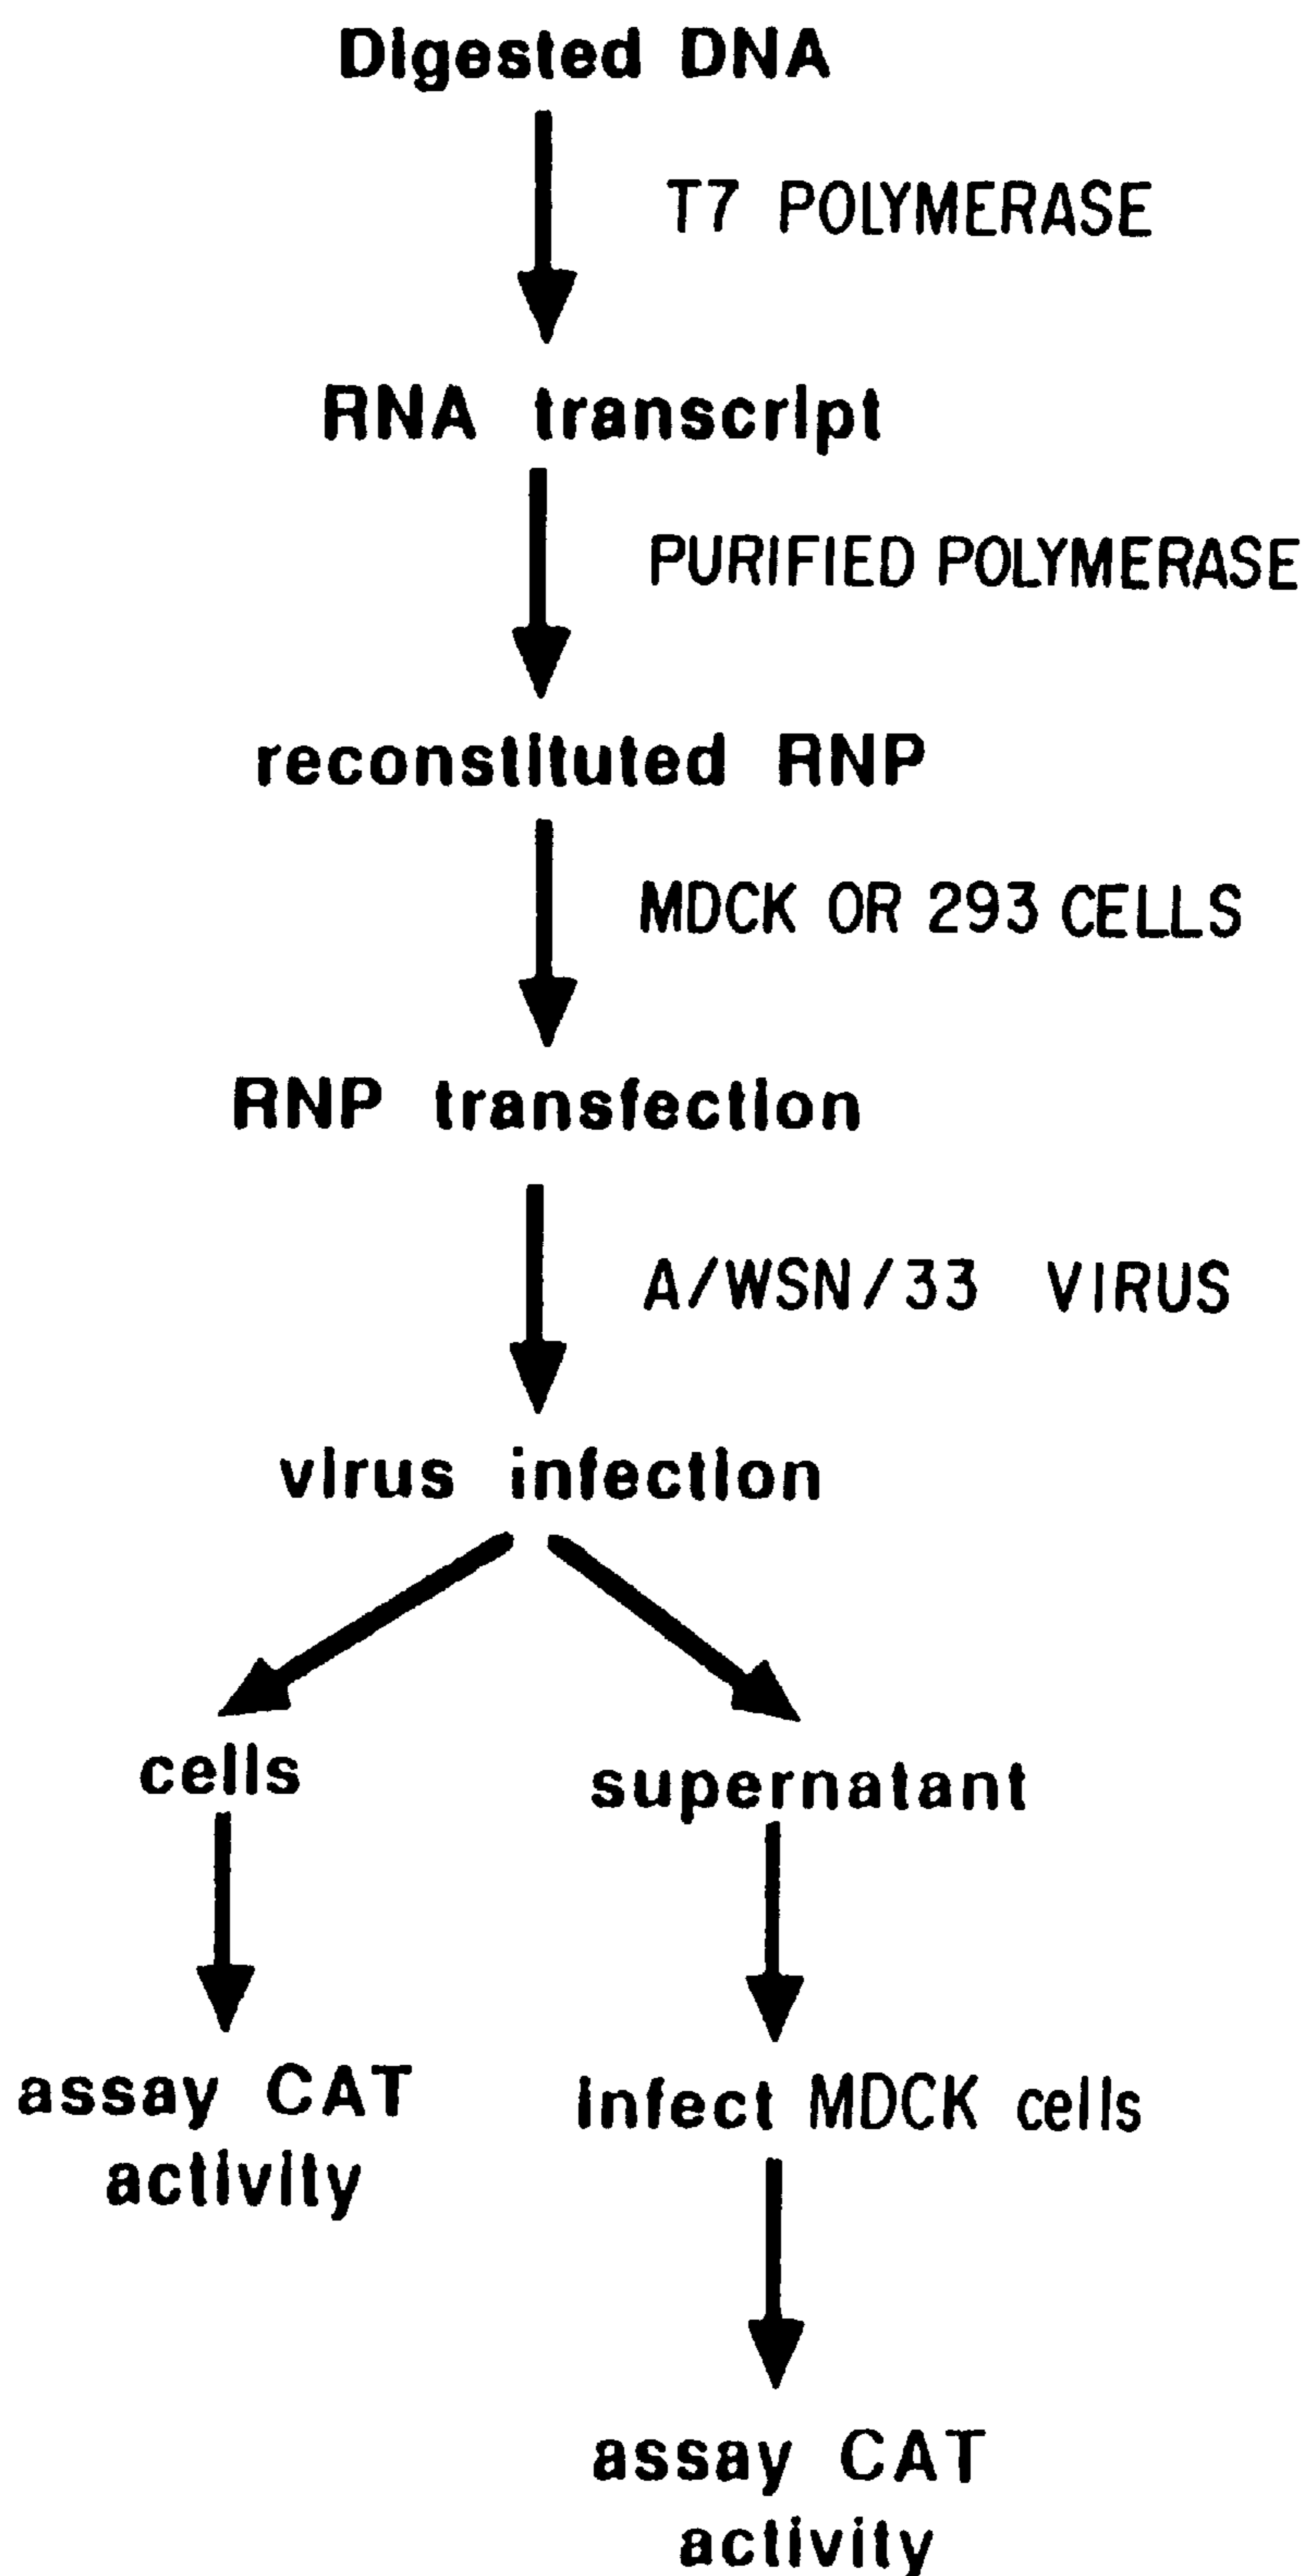 Digested DNA
T7 POLYMERASE
RNA transcript
PURIFIED POLYMERASE
reconstituted RNP
MDCK OR 293 CELLS
RNP transfection
A/WSN/33 VIRUS
virus infection
cells
supernatant
assay CAT
activity
Infect MDCK cells
assay CAT
activity